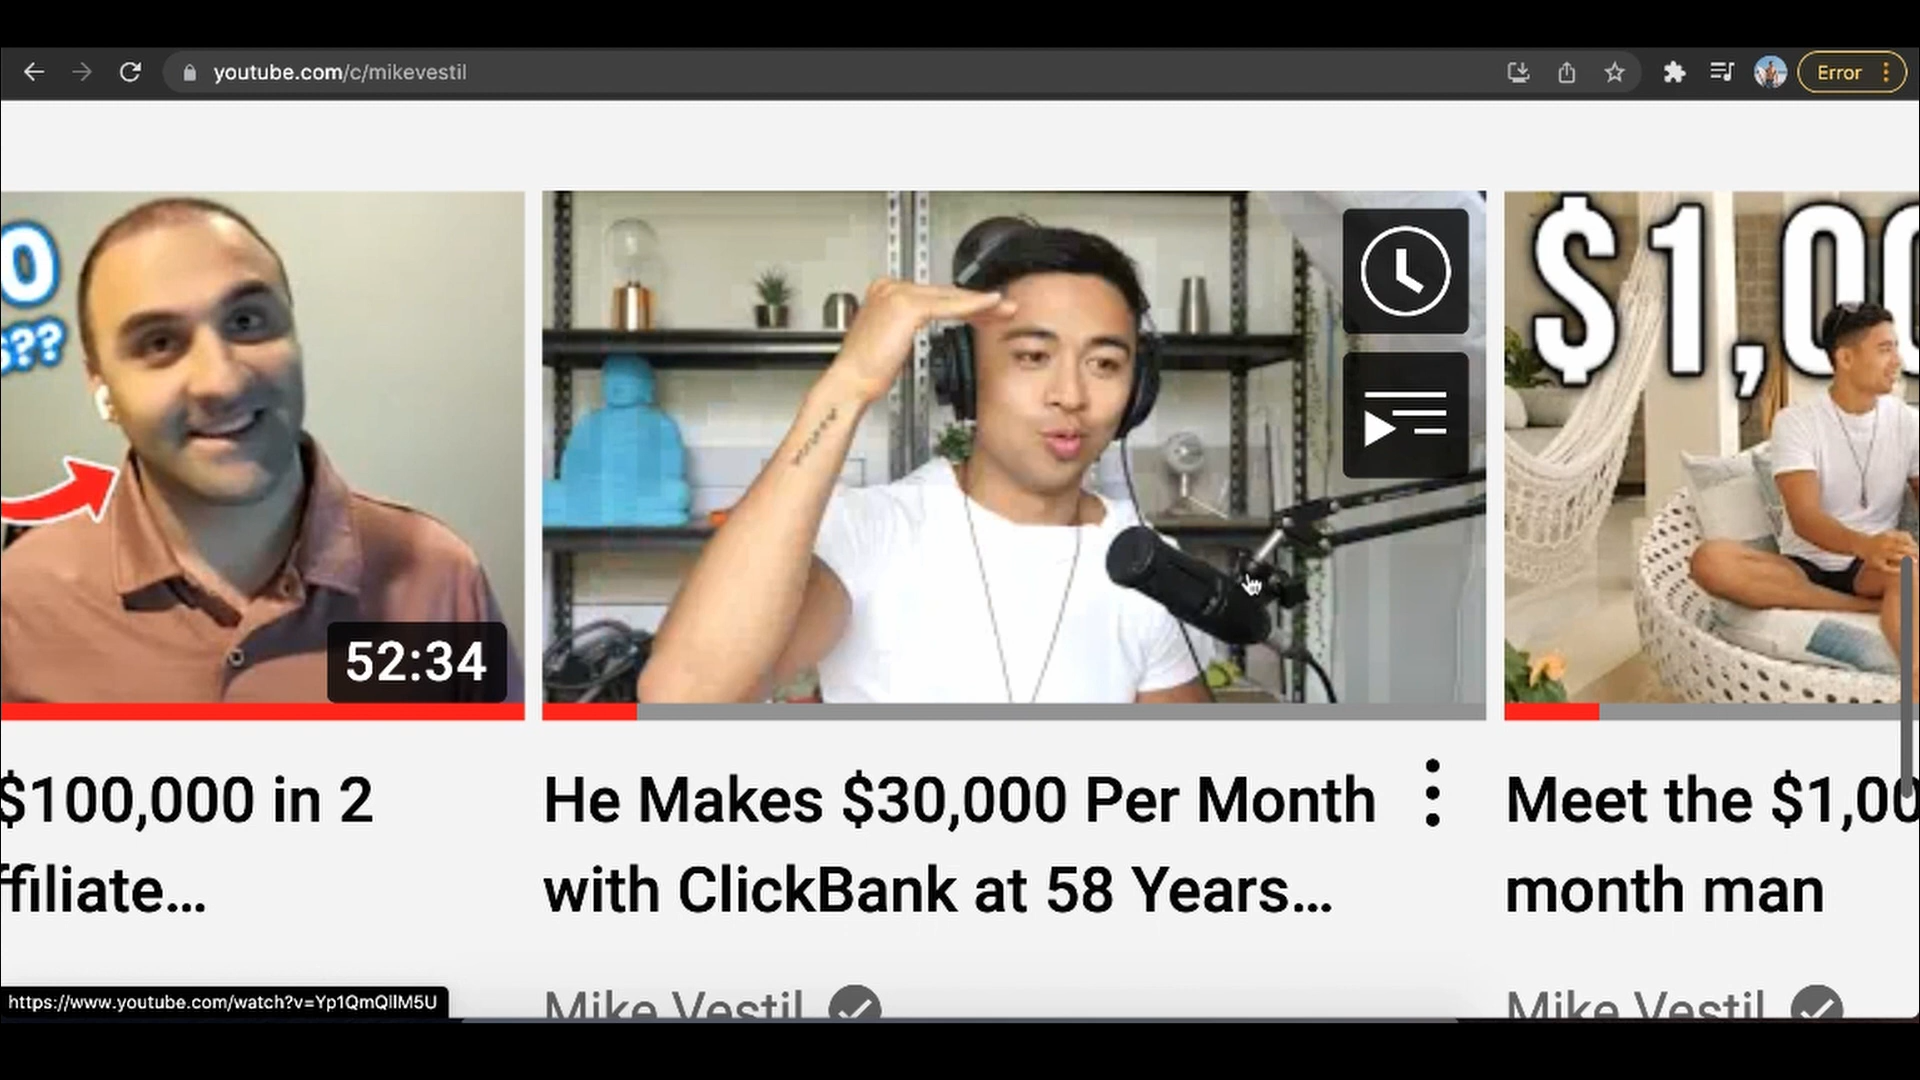 youtube.com/c/mikevestil
Error
0
s??
52:34
$1,00
$100,000 in 2
ffiliate...
He Makes $30,000 Per Month
with ClickBank at 58 Years...
Meet the $1,00
month man
Mike Vestil
Mike Vestil
https://www.youtube.com/watch?v=Yp1QmQlIM5U